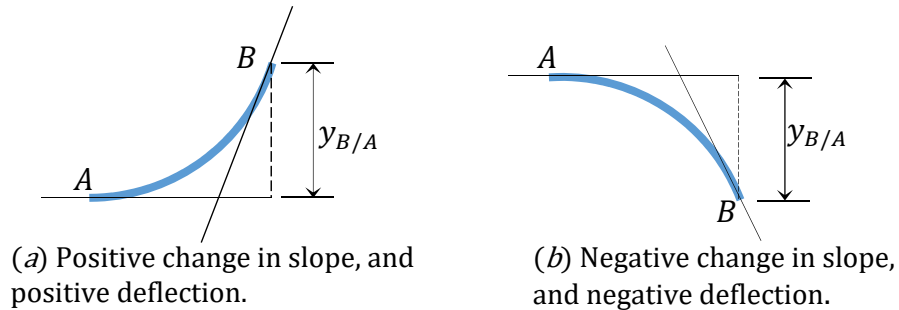 B
A
y_{B/A}
(a) Positive change in slope, and
positive deflection.
A
y_{B/A}
B
(b) Negative change in slope,
and negative deflection.